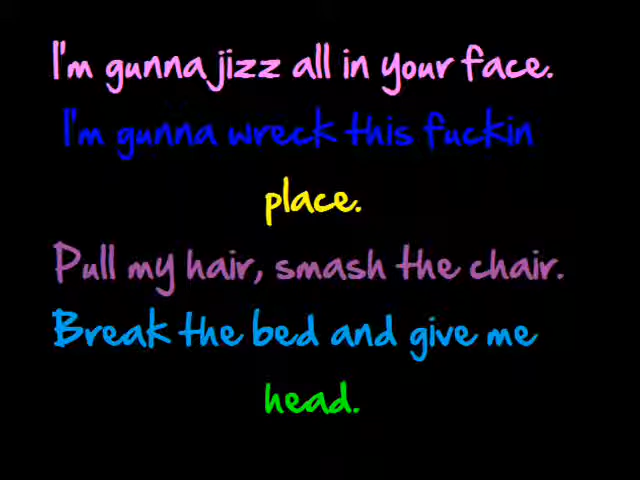 I'm gunna jizz all in your face.
I'm gunna wreck this fuckin
place.
Pull my hair, smash the chair.
Break the bed and give me
head.